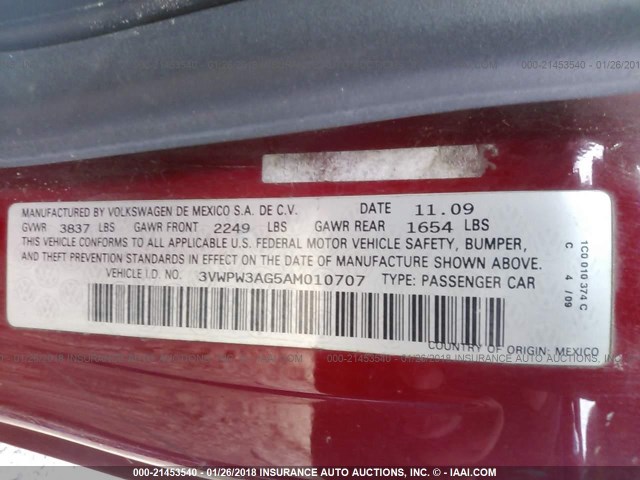 000-21453540 - 01/26/2018
MANUFACTURED BY VOLKSWAGEN DE MEXICO S.A. DE C.V. DATE 11.09
GVWR 3837 LBS GAWR FRONT 2249 LBS GAWR REAR 1654 LBS
THIS VEHICLE CONFORMS TO ALL APPLICABLE U.S. FEDERAL MOTOR VEHICLE SAFETY, BUMPER,
AND THEFT PREVENTION STANDARDS IN EFFECT ON THE DATE OF MANUFACTURE SHOWN ABOVE.
VEHICLE I.D. NO. 3VWPW3AG5AM010707 TYPE: PASSENGER CAR
COUNTRY OF ORIGIN: MEXICO
1C0 010 374 C
C 4 /09
000-21453540 - 01/26/2018 INSURANCE AUTO AUCTIONS, INC.
000-21453540 - 01/26/2018 INSURANCE AUTO AUCTIONS, INC. - © IAAI.COM